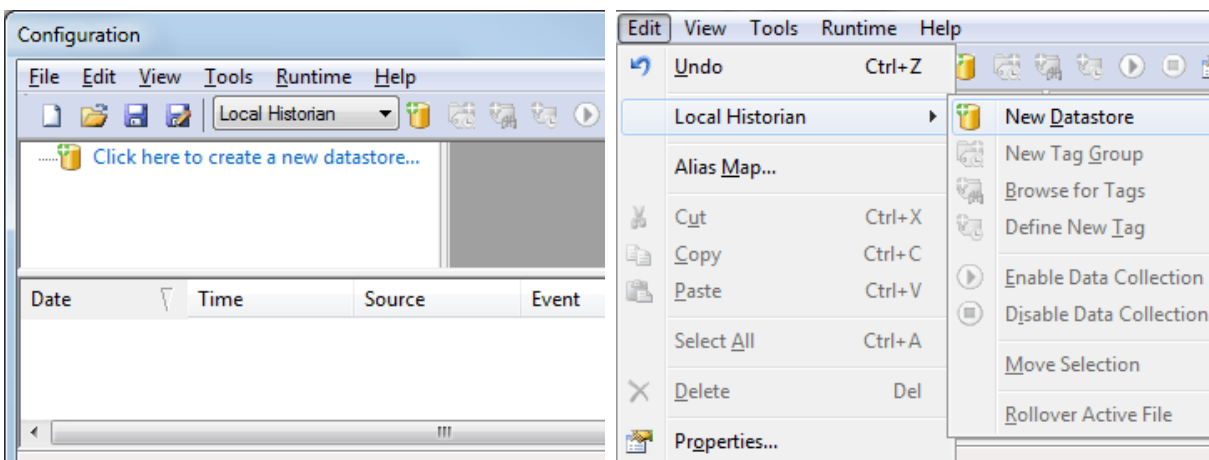 Configuration
File Edit View Tools Runtime Help
Local Historian
Click here to create a new datastore...
Date Time Source Event
Edit View Tools Runtime Help
Undo Ctrl+Z
Local Historian
Alias Map...
Cut Ctrl+X
Copy Ctrl+C
Paste Ctrl+V
Select All Ctrl+A
Delete Del
Properties...
New Datastore
New Tag Group
Browse for Tags
Define New Tag
Enable Data Collection
Disable Data Collection
Move Selection
Rollover Active File